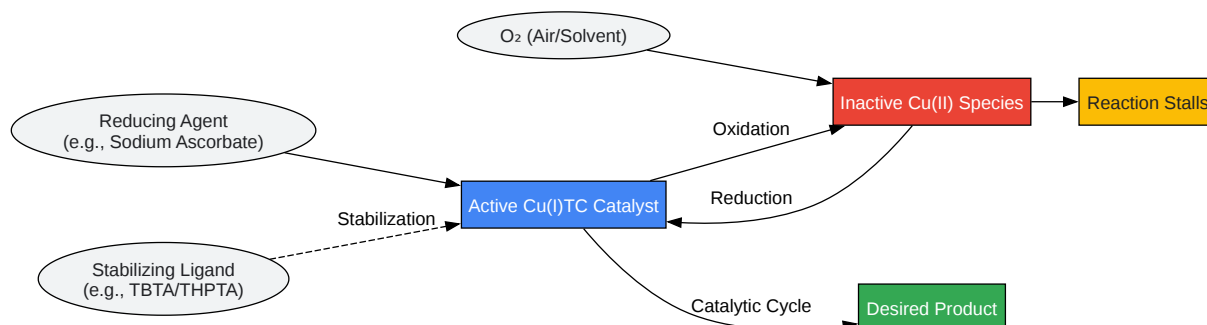 O₂ (Air/Solvent)
Inactive Cu(II) Species
Reaction Stalls
Reducing Agent
(e.g., Sodium Ascorbate)
Oxidation
Active Cu(I)TC Catalyst
Reduction
Stabilization
Stabilizing Ligand
(e.g., TBTA/THPTA)
Catalytic Cycle
Desired Product